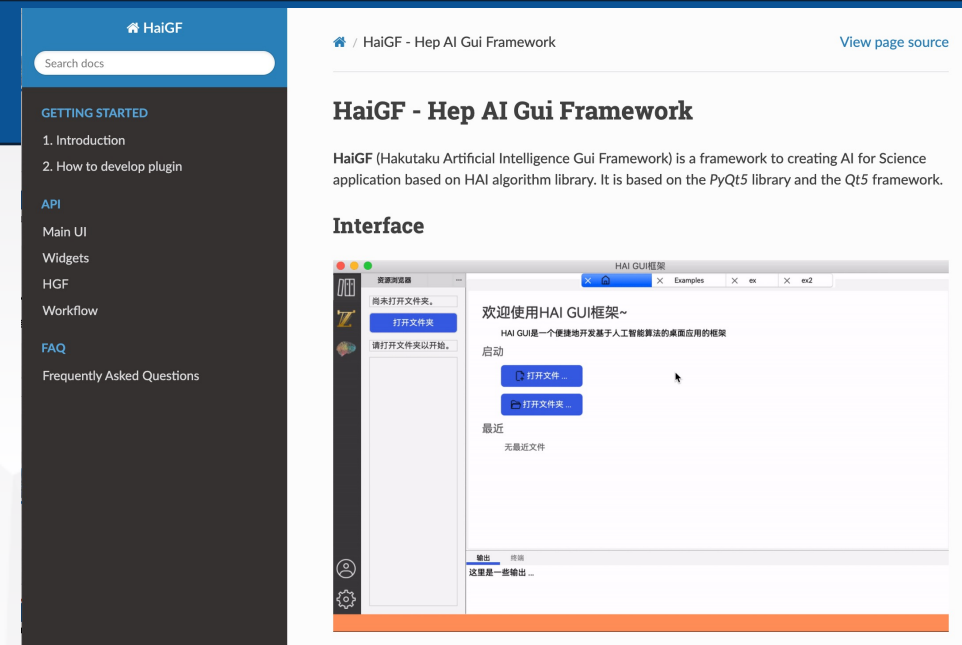 HaiGF
Search docs
GETTING STARTED
1. Introduction
2. How to develop plugin
API
Main UI
Widgets
HGF
Workflow
FAQ
Frequently Asked Questions
/ HaiGF - Hep AI Gui Framework
View page source
HaiGF - Hep AI Gui Framework
HaiGF (Hakutaku Artificial Intelligence Gui Framework) is a framework to creating AI for Science
application based on HAI algorithm library. It is based on the PyQt5 library and the Qt5 framework.
Interface
HAI GUI框架
资源浏览器
Examples
ex
ex2
尚未打开文件夹。
打开文件夹
请打开文件夹以开始。
欢迎使用HAI GUI框架~
HAI GUI是一个便捷地开发基于人工智能算法的桌面应用的框架
启动
打开文件 ...
打开文件夹 ...
最近
无最近文件
输出 终端
这里是一些输出 ...